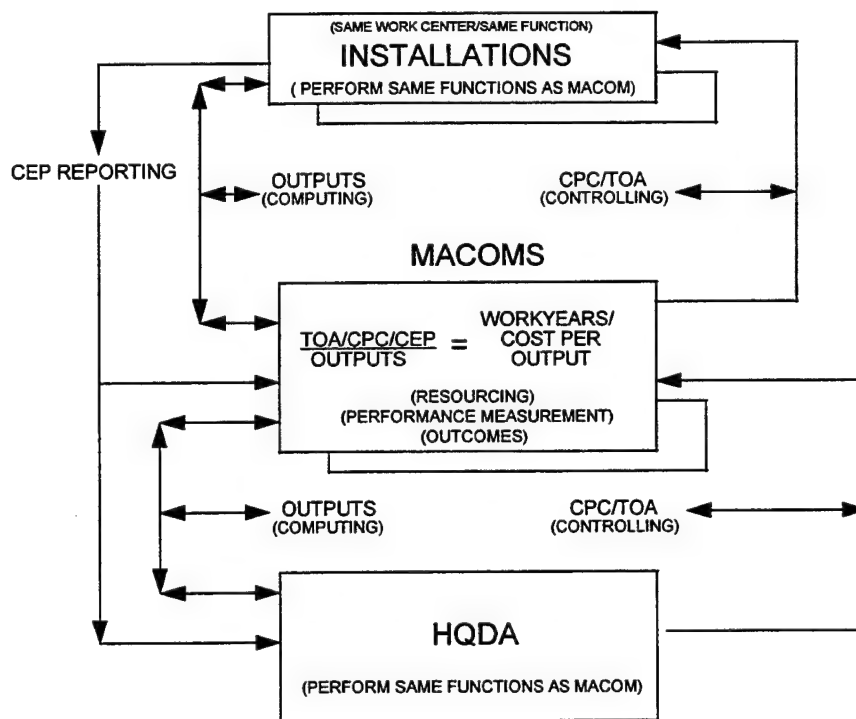 (SAME WORK CENTER/SAME FUNCTION)
INSTALLATIONS
( PERFORM SAME FUNCTIONS AS MACOM)
CEP REPORTING
OUTPUTS
(COMPUTING)
CPC/TOA
(CONTROLLING)
MACOMS
TOA/CPC/CEP
OUTPUTS
=
WORKYEARS/
COST PER
OUTPUT
(RESOURCING)
(PERFORMANCE MEASUREMENT)
(OUTCOMES)
OUTPUTS
(COMPUTING)
CPC/TOA
(CONTROLLING)
HQDA
(PERFORM SAME FUNCTIONS AS MACOM)